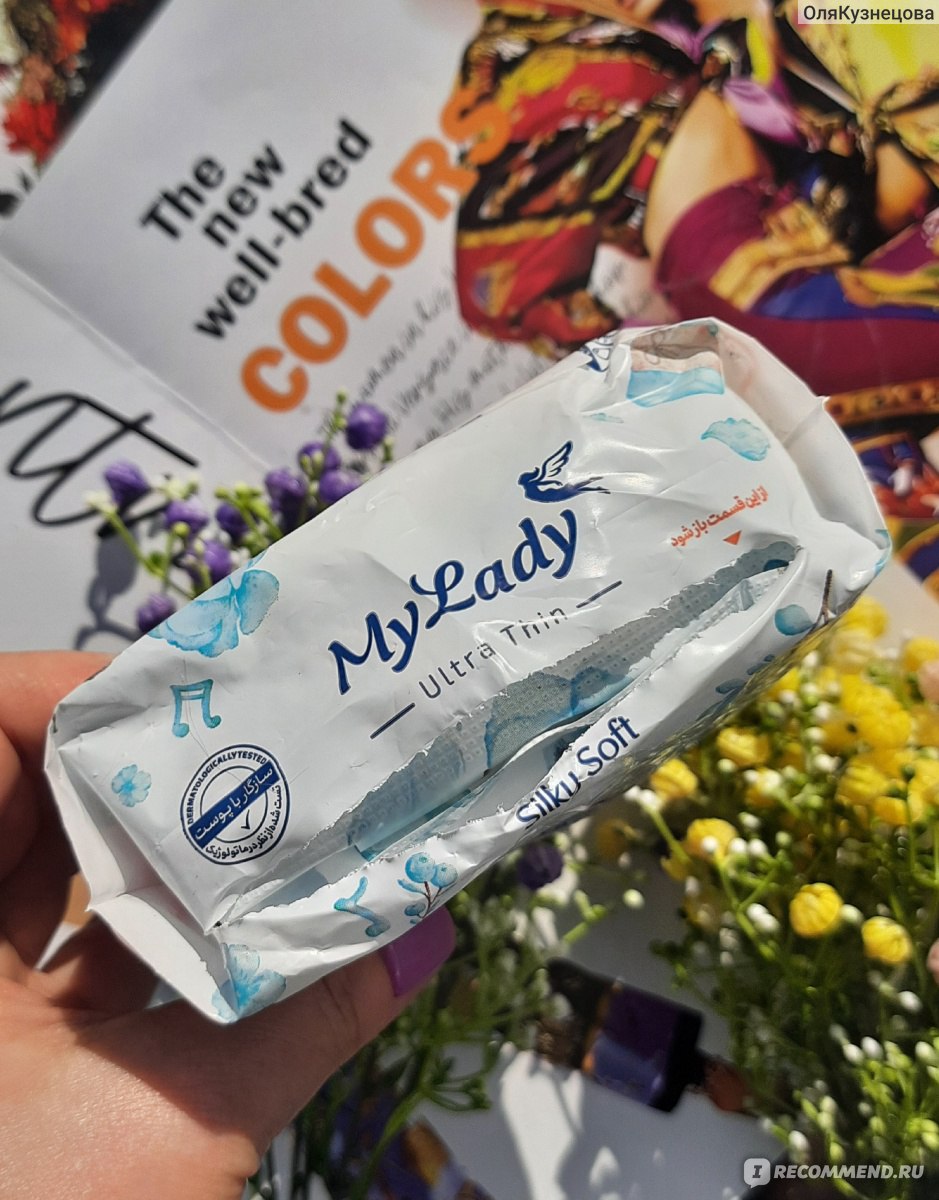 ОляКузнецова
The
new
well-bred
COLORS
MyLady
Ultra Thin
از این قسمت باز شود
Silky Soft
DERMATOLOGICALLY TESTED
سازگار با پوست
تست شده از نظر درماتولوژیک
IRECOMMEND.RU